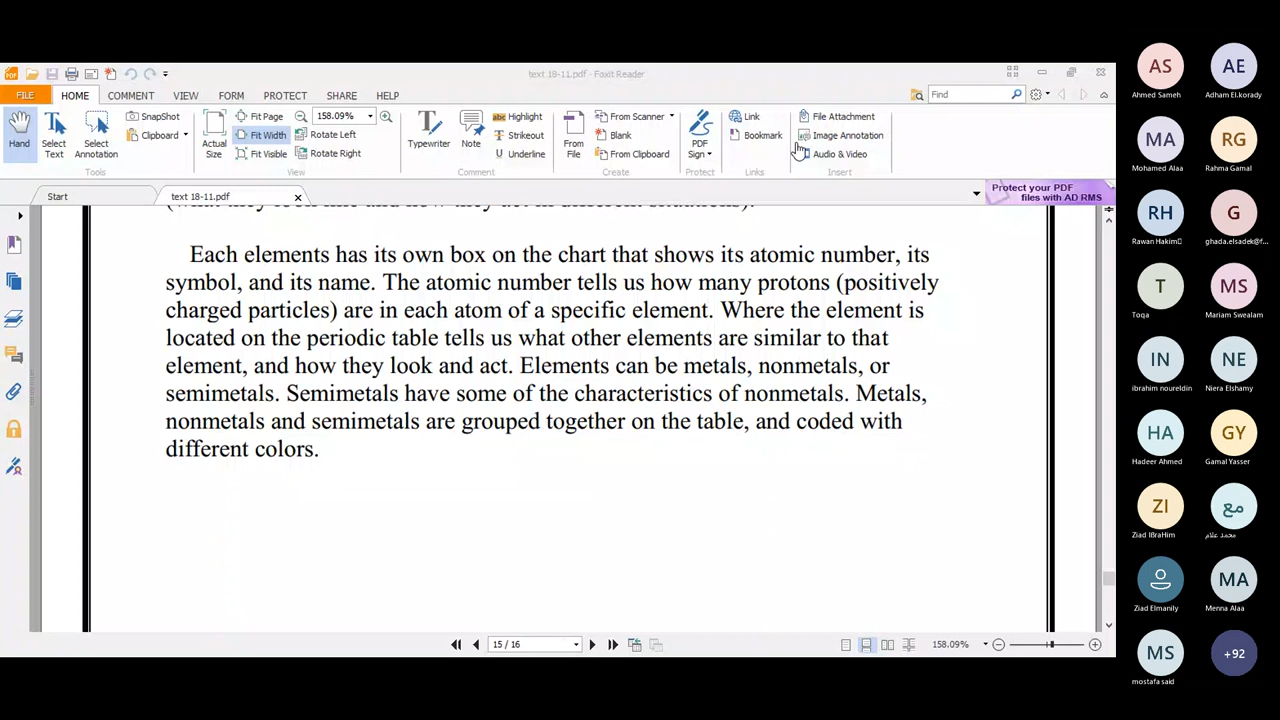 text 18-11.pdf - Foxit Reader
FILE HOME COMMENT VIEW FORM PROTECT SHARE HELP
Find
Hand
Select Text
Select Annotation
SnapShot
Clipboard
Tools
Actual Size
Fit Page
Fit Width
Fit Visible
158.09%
Rotate Left
Rotate Right
View
Typewriter
Note
Highlight
Strikeout
Underline
Comment
From File
From Scanner
Blank
From Clipboard
Create
PDF Sign
Protect
Link
Bookmark
Links
File Attachment
Image Annotation
Audio & Video
Insert
Start
text 18-11.pdf
Protect your PDF
files with AD RMS
Each elements has its own box on the chart that shows its atomic number, its
symbol, and its name. The atomic number tells us how many protons (positively
charged particles) are in each atom of a specific element. Where the element is
located on the periodic table tells us what other elements are similar to that
element, and how they look and act. Elements can be metals, nonmetals, or
semimetals. Semimetals have some of the characteristics of nonmetals. Metals,
nonmetals and semimetals are grouped together on the table, and coded with
different colors.
15 / 16
158.09%
AS
Ahmed Sameh
AE
Adham El.korady
MA
Mohamed Alaa
RG
Rahma Gamal
RH
Rawan Hakim
G
ghada.elsadek@f...
T
Toqa
MS
Mariam Swealam
IN
ibrahim noureldin
NE
Niera Elshamy
HA
Hadeer Ahmed
GY
Gamal Yasser
ZI
Ziad IBraHim
مع
محمد علام
Ziad Elmanily
MA
Menna Alaa
MS
mostafa said
+92